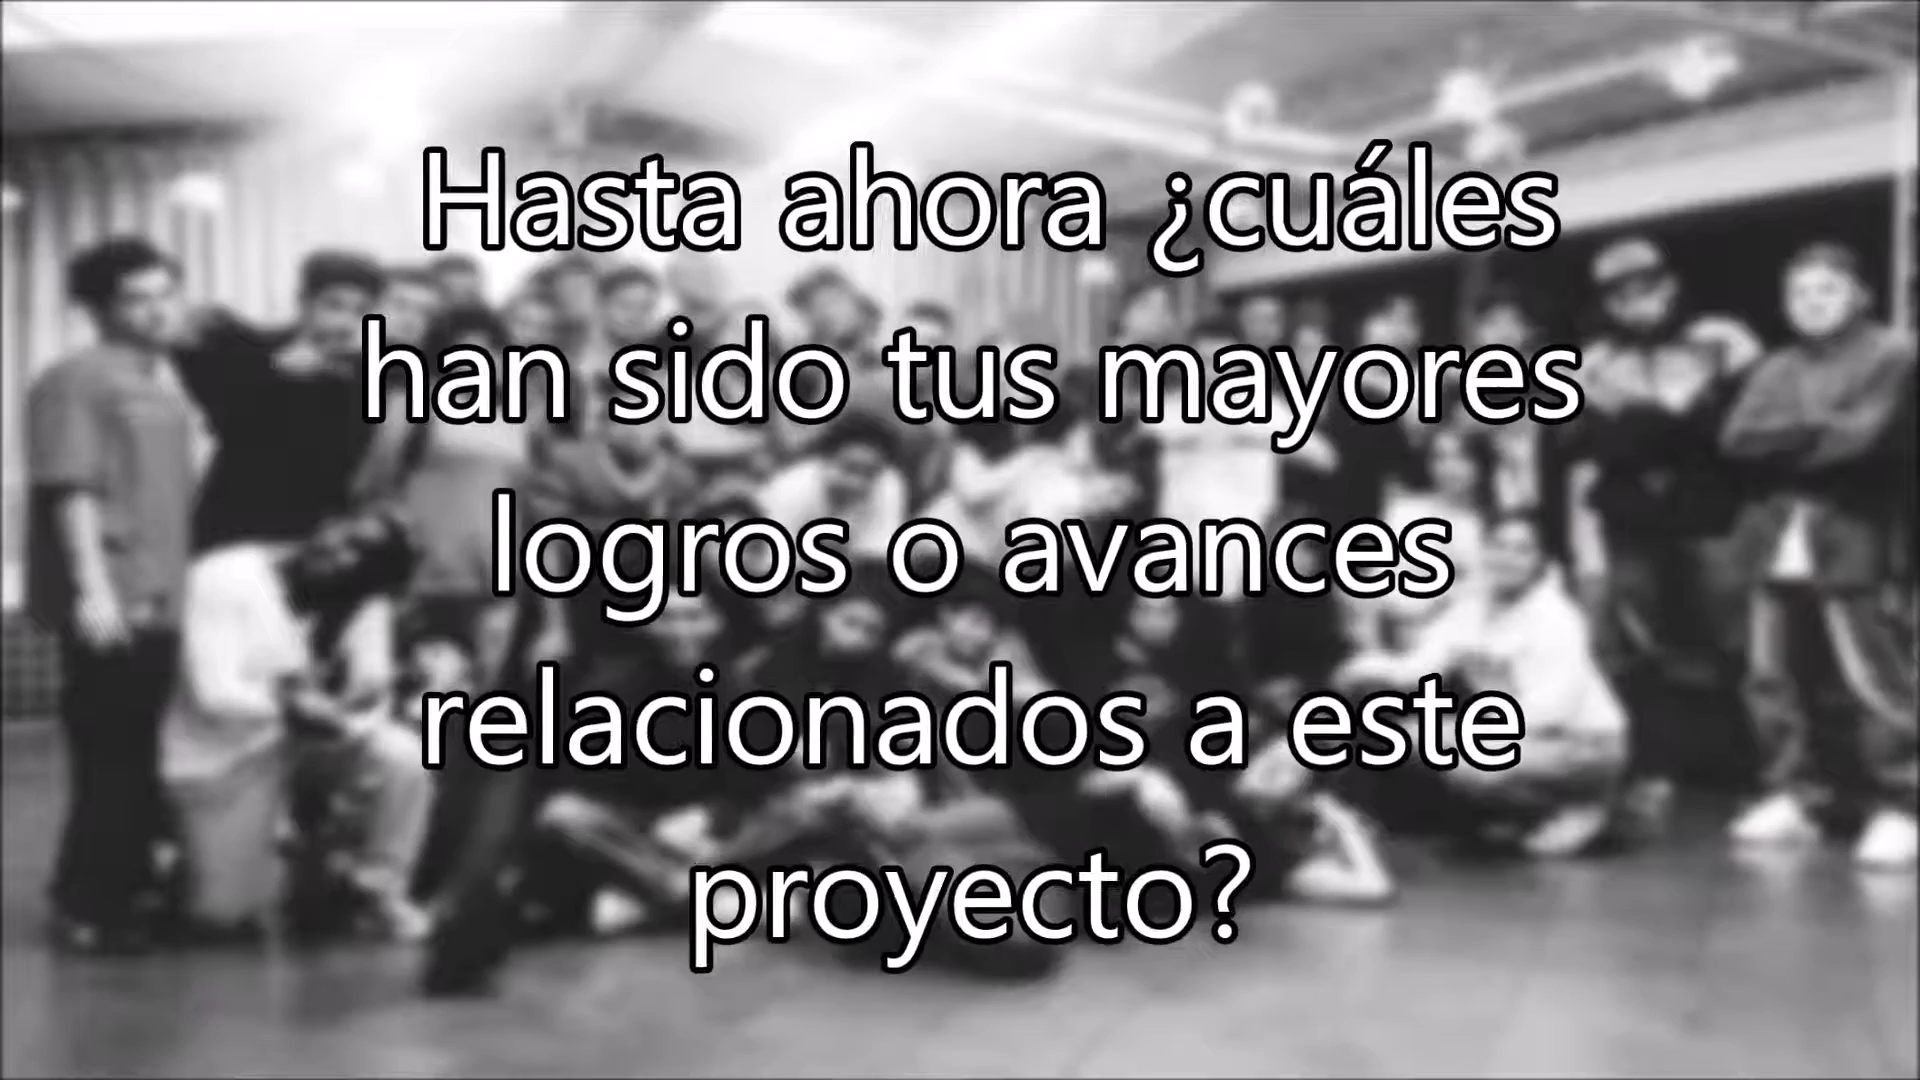 Hasta ahora ¿cuáles
han sido tus mayores
logros o avances
relacionados a este
proyecto?